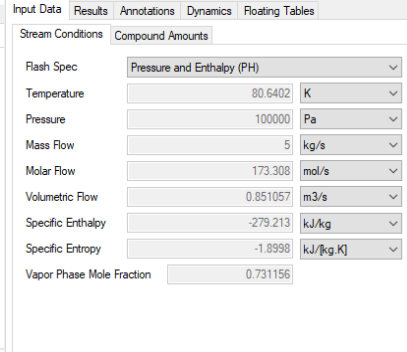 Input Data Results Annotations Dynamics Floating Tables
Stream Conditions Compound Amounts
Flash Spec Pressure and Enthalpy (PH)
Temperature 80.6402 K
Pressure 100000 Pa
Mass Flow 5 kg/s
Molar Flow 173.308 mol/s
Volumetric Flow 0.851057 m3/s
Specific Enthalpy -279.213 kJ/kg
Specific Entropy -1.8998 kJ/[kg.K]
Vapor Phase Mole Fraction 0.731156